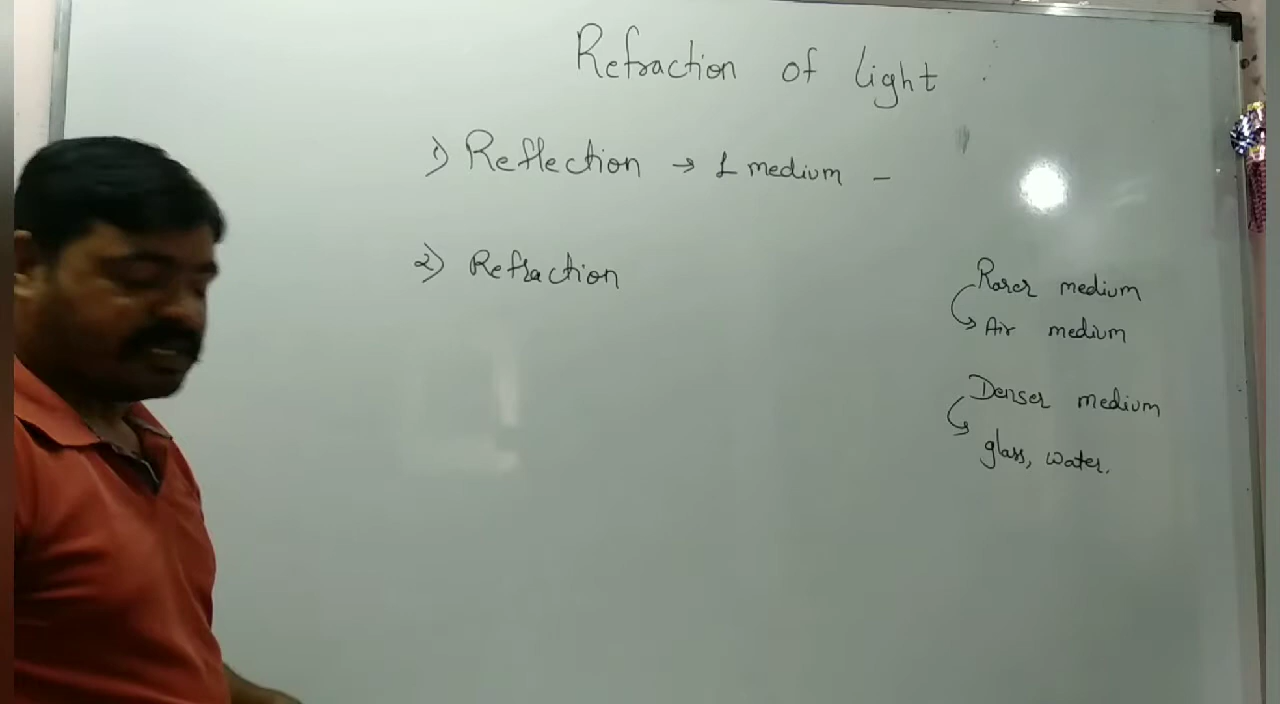 Refraction of light :
1) Reflection → 1 medium –
2) Refraction
Rarer medium
↳ Air medium
Denser medium
↳ glass, water.